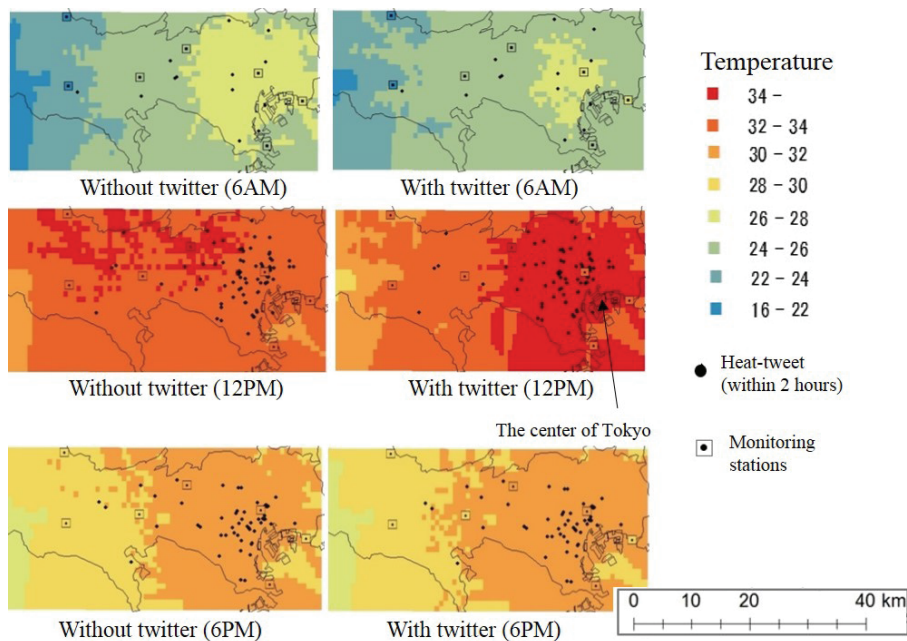 Without twitter (6AM)
With twitter (6AM)
Without twitter (12PM)
With twitter (12PM)
The center of Tokyo
Without twitter (6PM)
With twitter (6PM)
Temperature
34 -
32 - 34
30 - 32
28 - 30
26 - 28
24 - 26
22 - 24
16 - 22
Heat-tweet
(within 2 hours)
Monitoring
stations
0 10 20 40 km